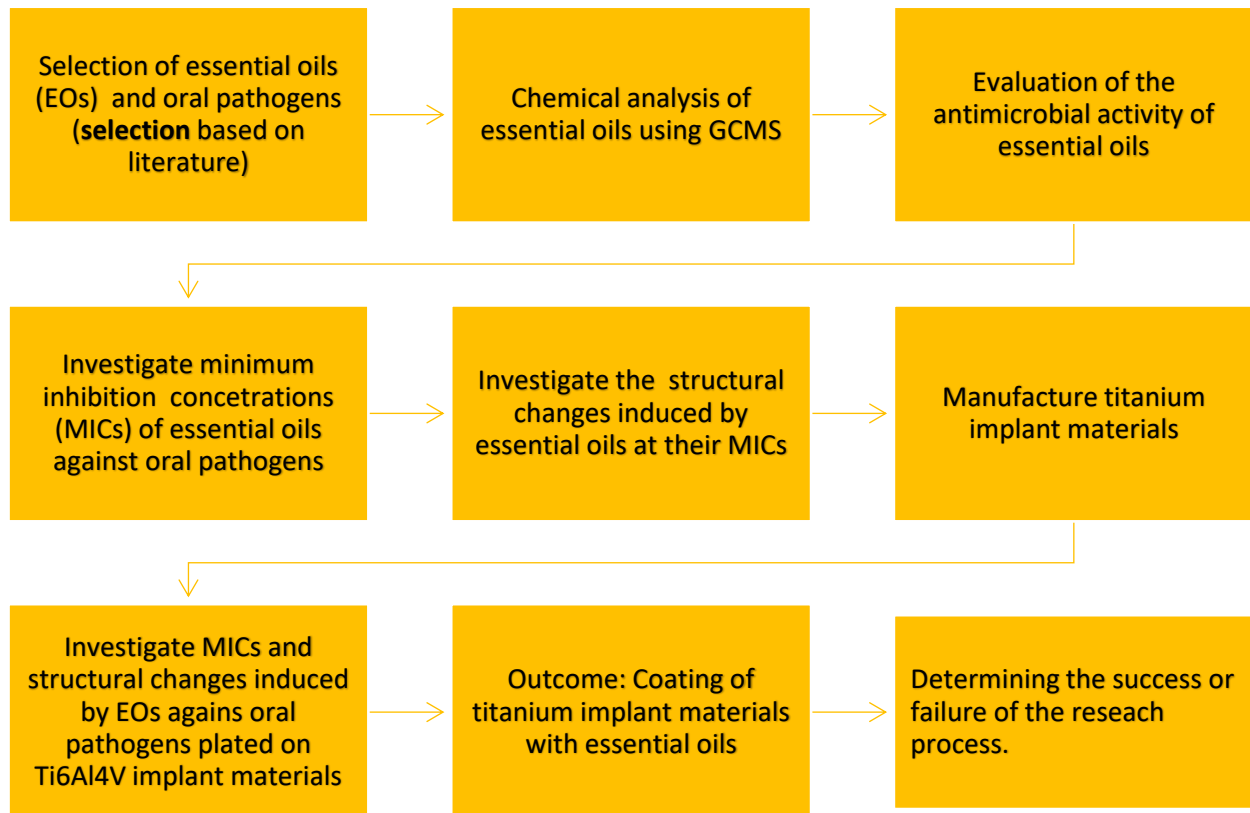 Selection of essential oils
(EOs) and oral pathogens
(selection based on
literature)
Chemical analysis of
essential oils using GCMS
Evaluation of the
antimicrobial activity of
essential oils
Investigate minimum
inhibition concetrations
(MICs) of essential oils
against oral pathogens
Investigate the structural
changes induced by
essential oils at their MICs
Manufacture titanium
implant materials
Investigate MICs and
structural changes induced
by EOs agains oral
pathogens plated on
Ti6Al4V implant materials
Outcome: Coating of
titanium implant materials
with essential oils
Determining the success or
failure of the reseach
process.